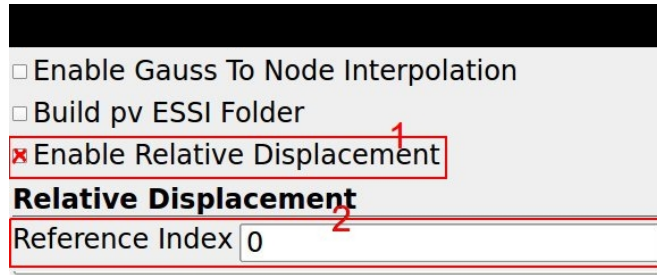 Enable Gauss To Node Interpolation
Build pv ESSI Folder
1
Enable Relative Displacement
Relative Displacement
2
Reference Index 0